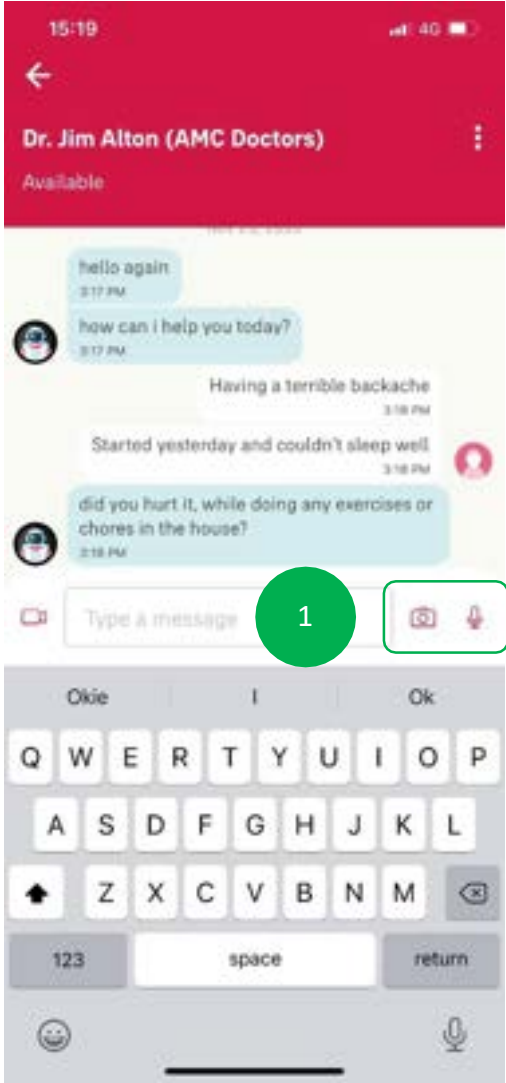 15:19
4G
Dr. Jim Alton (AMC Doctors)
Available
hello again
3:17 PM
how can i help you today?
3:17 PM
Having a terrible backache
3:18 PM
Started yesterday and couldn't sleep well
3:18 PM
did you hurt it, while doing any exercises or
chores in the house?
3:18 PM
Type a message
1
Okie I Ok
Q W E R T Y U I O P
A S D F G H J K L
Z X C V B N M
123 space return